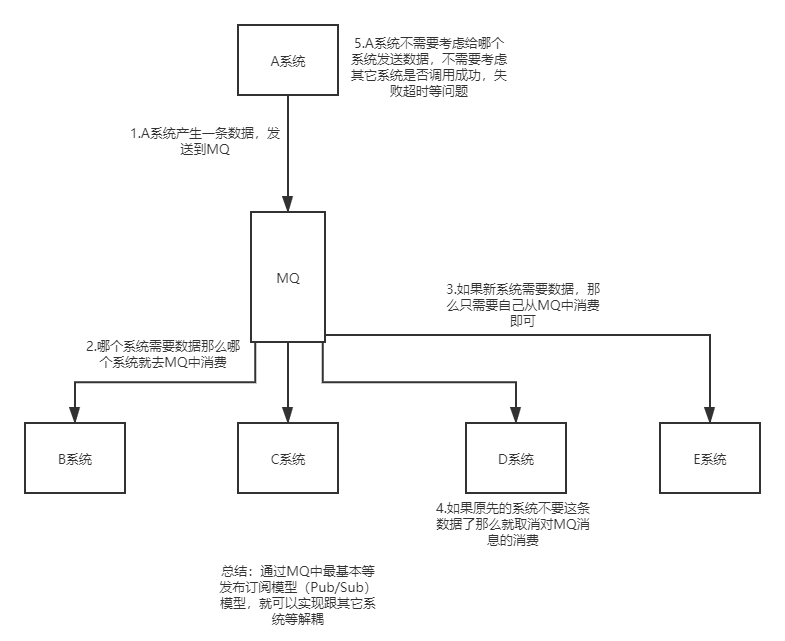 A系统
5.A系统不需要考虑给哪个
系统发送数据，不需要考虑
其它系统是否调用成功，失
败超时等问题
1.A系统产生一条数据，发
送到MQ
MQ
3.如果新系统需要数据，那
么只需要自己从MQ中消费
即可
2.哪个系统需要数据那么哪
个系统就去MQ中消费
B系统
C系统
D系统
E系统
4.如果原先的系统不要这条
数据了那么就取消对MQ消
息的消费
总结：通过MQ中最基本等
发布订阅模型（Pub/Sub）
模型，就可以实现跟其它系
统等解耦